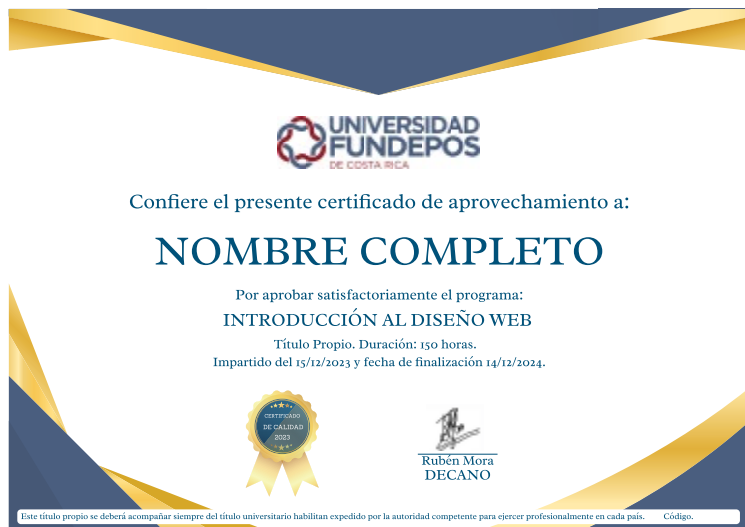 UNIVERSIDAD
FUNDEPOS
DE COSTA RICA
Confiere el presente certificado de aprovechamiento a:
NOMBRE COMPLETO
Por aprobar satisfactoriamente el programa:
INTRODUCCIÓN AL DISEÑO WEB
Título Propio. Duración: 150 horas.
Impartido del 15/12/2023 y fecha de finalización 14/12/2024.
CERTIFICADO
DE CALIDAD
2023
Rubén Mora
DECANO
Este título propio se deberá acompañar siempre del título universitario habilitan expedido por la autoridad competente para ejercer profesionalmente en cada país. Código.